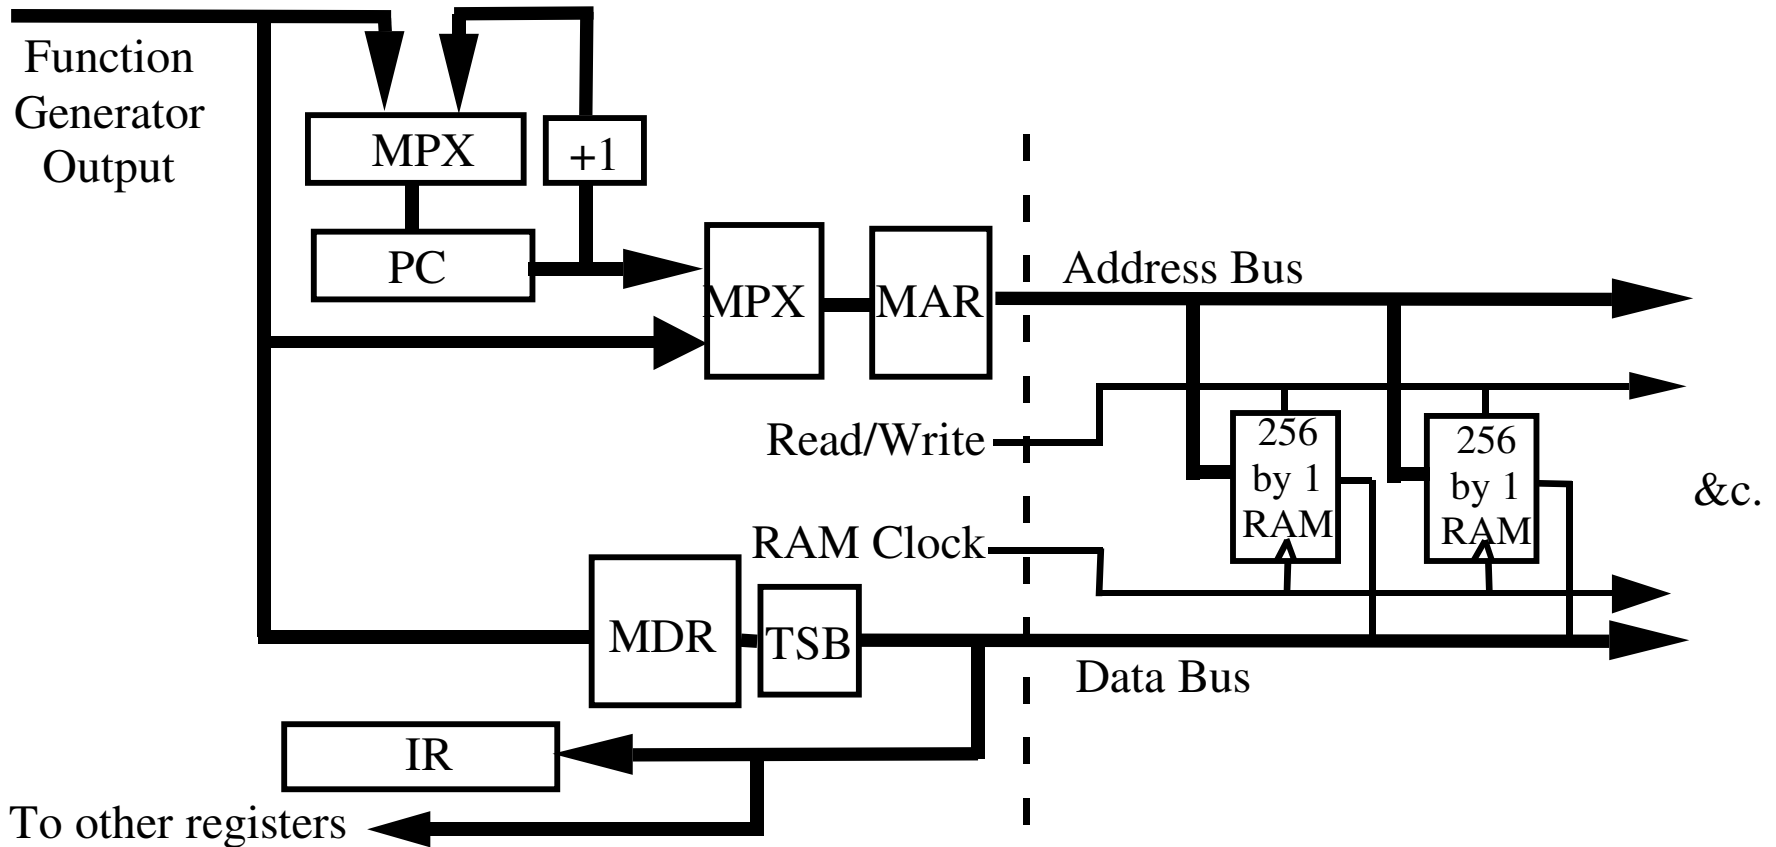 Function
Generator
Output
MPX
+1
PC
MPX
MAR
Address Bus
Read/Write
256
by 1
RAM
256
by 1
RAM
&c.
RAM Clock
MDR
TSB
Data Bus
IR
To other registers